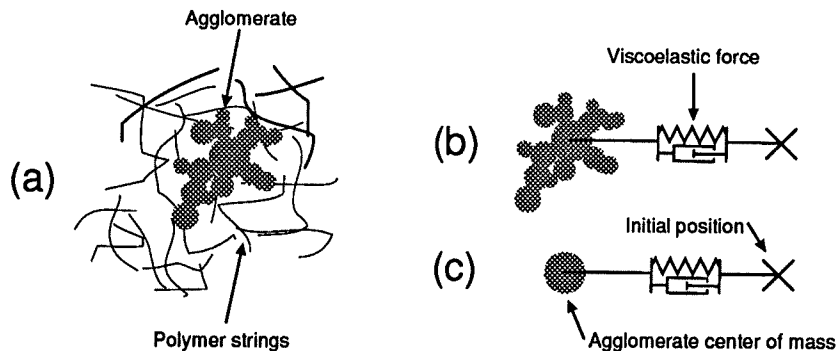 Agglomerate
(a)
Polymer strings
Viscoelastic force
(b)
Initial position
(c)
Agglomerate center of mass